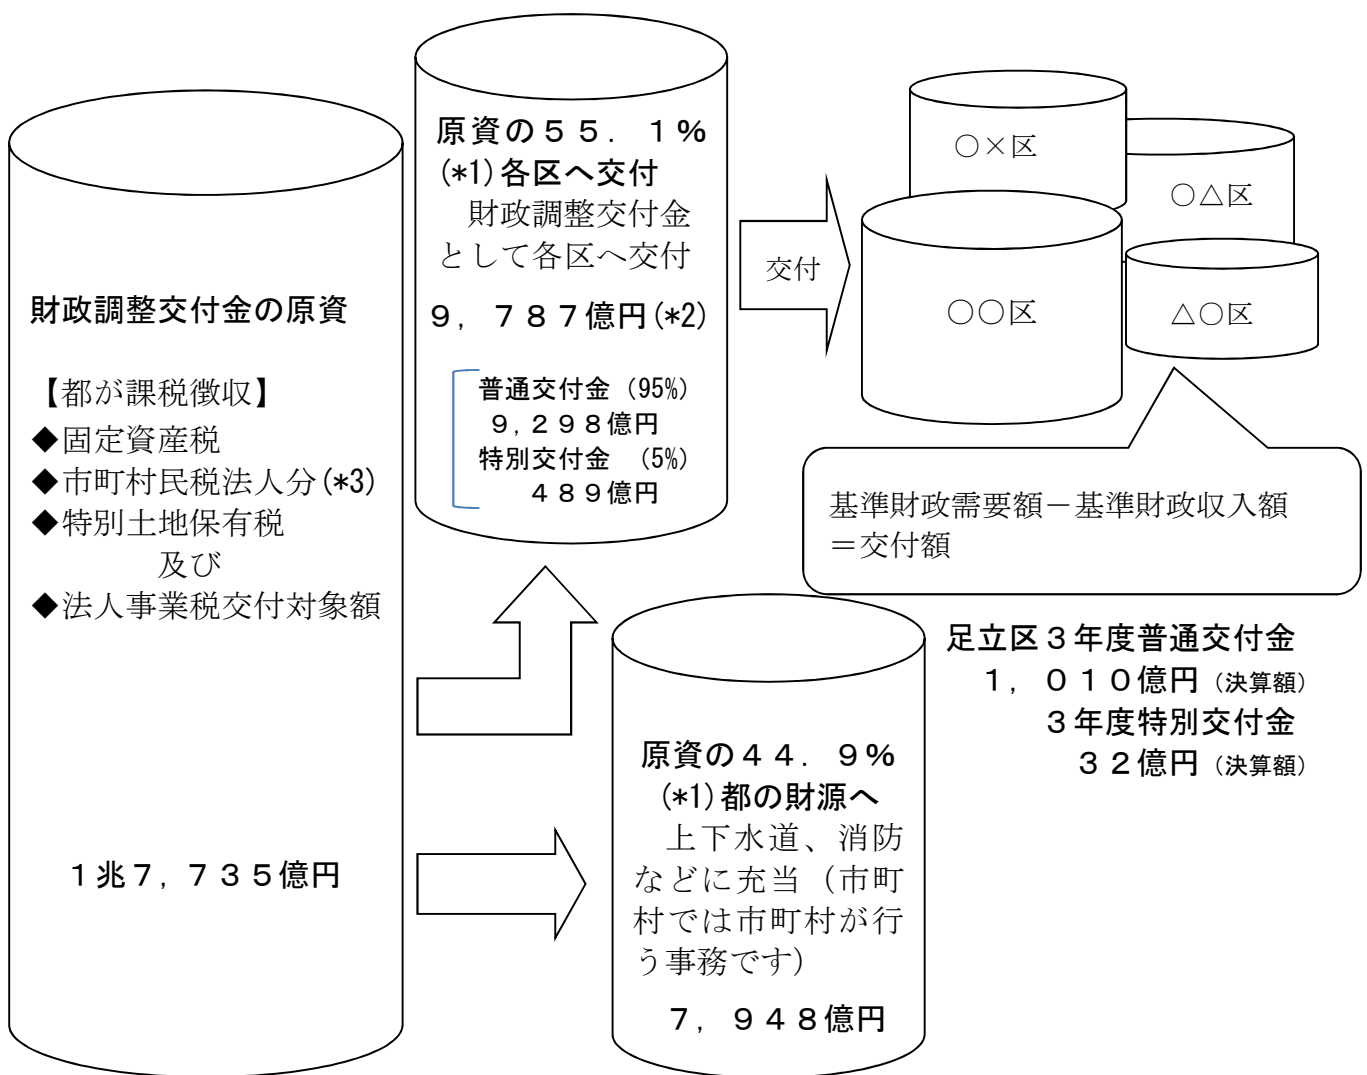 財政調整交付金の原資
【都が課税徴収】
◆固定資産税
◆市町村民税法人分(*3)
◆特別土地保有税
及び
◆法人事業税交付対象額
1兆7,735億円
原資の55.1%
(*1)各区へ交付
財政調整交付金
として各区へ交付
9,787億円(*2)
普通交付金 (95%)
9,298億円
特別交付金 (5%)
489億円
交付
○×区
○△区
○○区
△○区
基準財政需要額－基準財政収入額
＝交付額
原資の44.9%
(*1)都の財源へ
上下水道、消防
などに充当（市町
村では市町村が行
う事務です）
7,948億円
足立区3年度普通交付金
1,010億円（決算額）
3年度特別交付金
32億円（決算額）